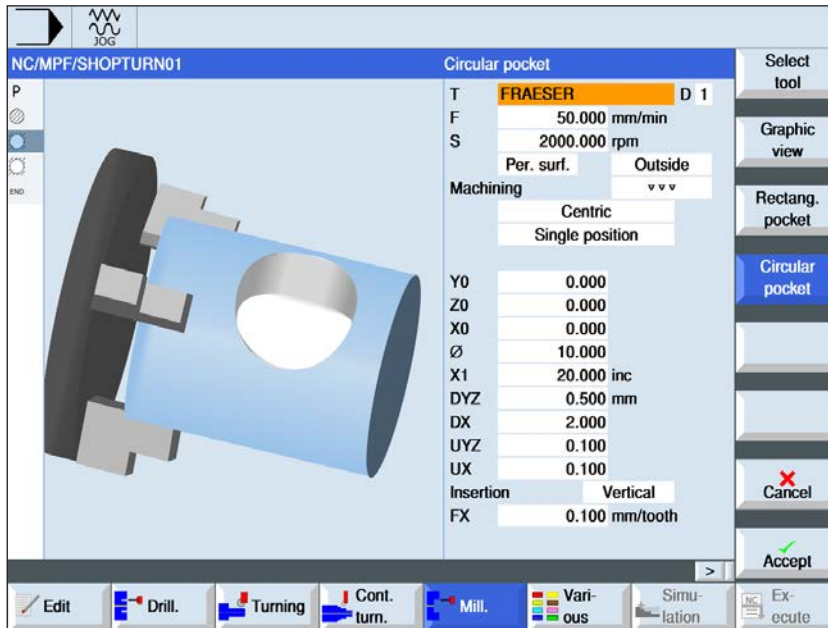 JOG
NC/MPF/SHOPTURN01
Circular pocket
P
END
T FRAESER D 1
F 50.000 mm/min
S 2000.000 rpm
Per. surf. Outside
Machining ▿▿▿
Centric
Single position
Y0 0.000
Z0 0.000
X0 0.000
Ø 10.000
X1 20.000 inc
DYZ 0.500 mm
DX 2.000
UYZ 0.100
UX 0.100
Insertion Vertical
FX 0.100 mm/tooth
Select
tool
Graphic
view
Rectang.
pocket
Circular
pocket
Cancel
Accept
>
Edit
Drill.
Turning
Cont.
turn.
Mill.
Vari-
ous
Simu-
lation
NC
Ex-
ecute